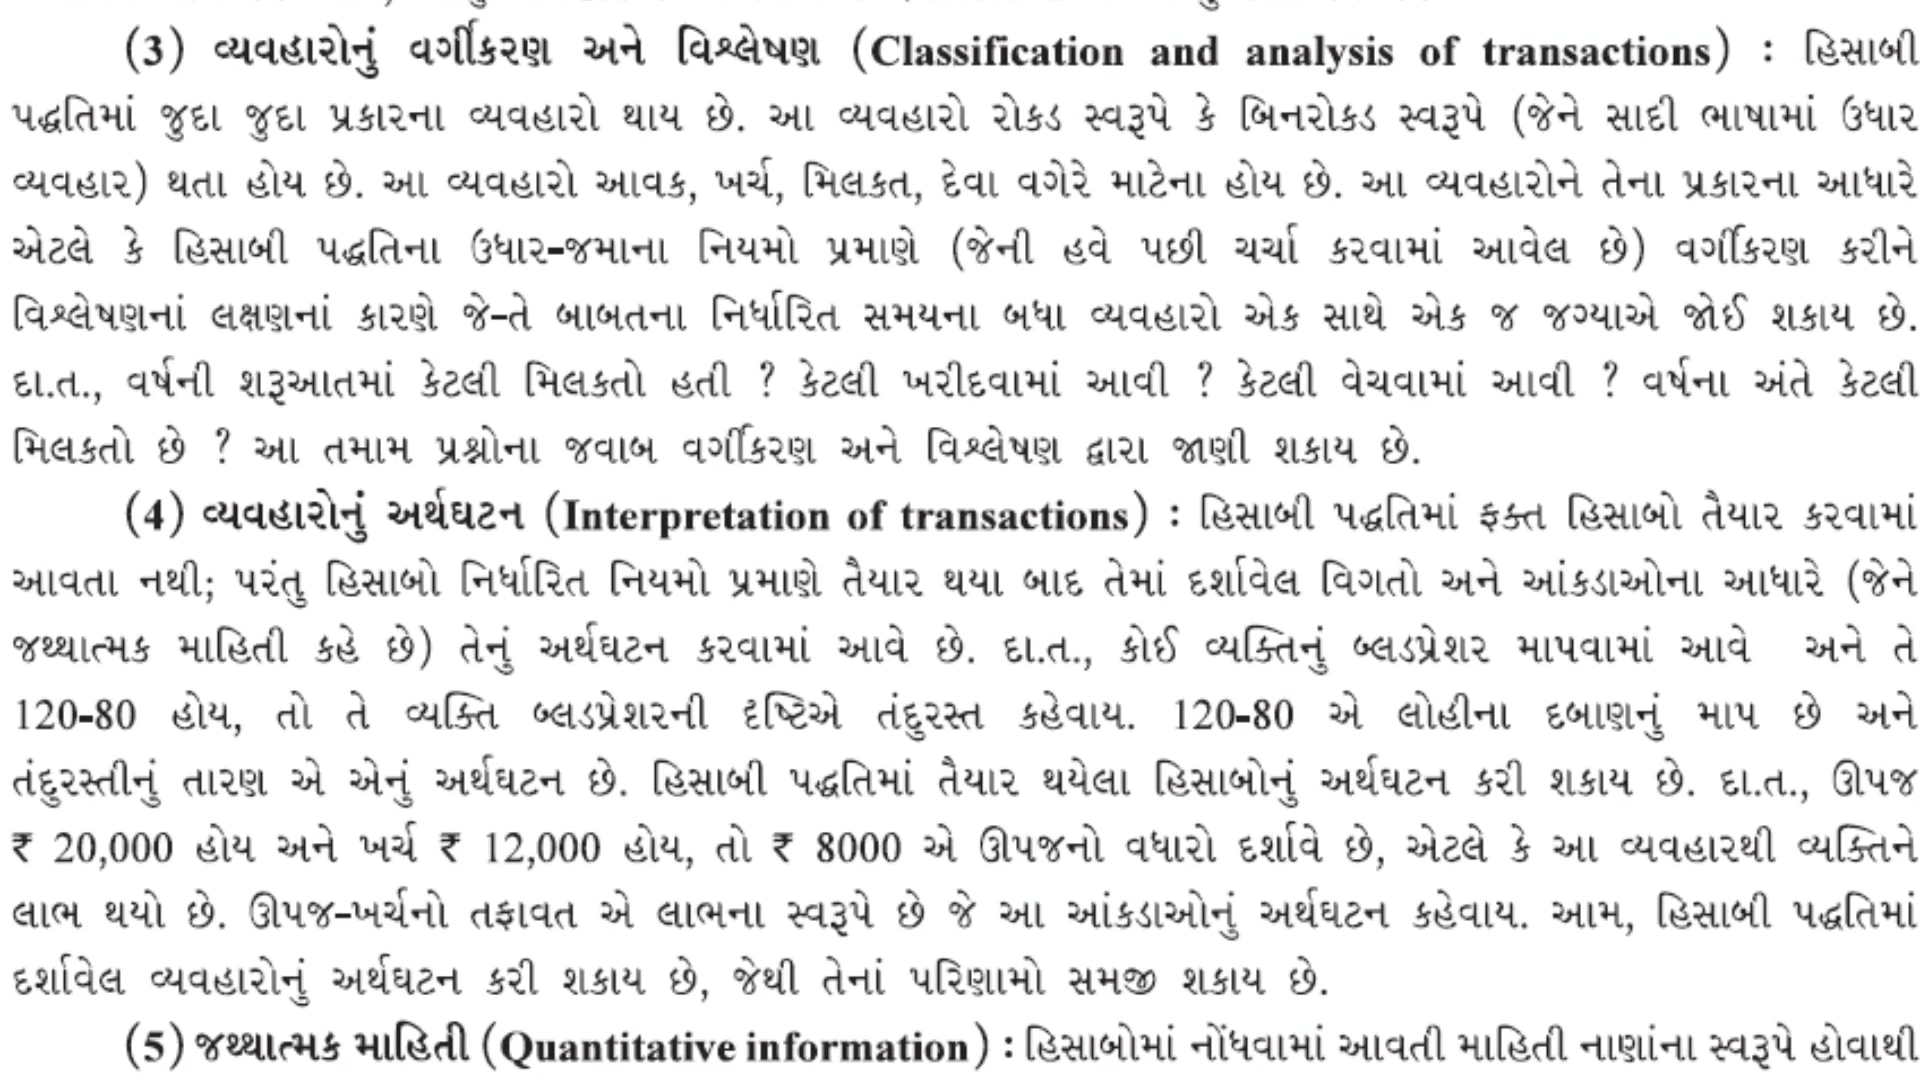 (3) વ્યવહારોનું વર્ગીકરણ અને વિશ્લેષણ (Classification and analysis of transactions) : હિસાબી
પદ્ધતિમાં જુદા જુદા પ્રકારના વ્યવહારો થાય છે. આ વ્યવહારો રોકડ સ્વરૂપે કે બિનરોકડ સ્વરૂપે (જેને સાદી ભાષામાં ઉધાર
વ્યવહાર) થતા હોય છે. આ વ્યવહારો આવક, ખર્ચ, મિલકત, દેવા વગેરે માટેના હોય છે. આ વ્યવહારોને તેના પ્રકારના આધારે
એટલે કે હિસાબી પદ્ધતિના ઉધાર-જમાના નિયમો પ્રમાણે (જેની હવે પછી ચર્ચા કરવામાં આવેલ છે) વર્ગીકરણ કરીને
વિશ્લેષણનાં લક્ષણનાં કારણે જે-તે બાબતના નિર્ધારિત સમયના બધા વ્યવહારો એક સાથે એક જ જગ્યાએ જોઈ શકાય છે.
દા.ત., વર્ષની શરૂઆતમાં કેટલી મિલકતો હતી ? કેટલી ખરીદવામાં આવી ? કેટલી વેચવામાં આવી ? વર્ષના અંતે કેટલી
મિલકતો છે ? આ તમામ પ્રશ્નોના જવાબ વર્ગીકરણ અને વિશ્લેષણ દ્વારા જાણી શકાય છે.
(4) વ્યવહારોનું અર્થઘટન (Interpretation of transactions) : હિસાબી પદ્ધતિમાં ફક્ત હિસાબો તૈયાર કરવામાં
આવતા નથી; પરંતુ હિસાબો નિર્ધારિત નિયમો પ્રમાણે તૈયાર થયા બાદ તેમાં દર્શાવેલ વિગતો અને આંકડાઓના આધારે (જેને
જથ્થાત્મક માહિતી કહે છે) તેનું અર્થઘટન કરવામાં આવે છે. દા.ત., કોઈ વ્યક્તિનું બ્લડપ્રેશર માપવામાં આવે અને તે
120-80 હોય, તો તે વ્યક્તિ બ્લડપ્રેશરની દૃષ્ટિએ તંદુરસ્ત કહેવાય. 120-80 એ લોહીના દબાણનું માપ છે અને
તંદુરસ્તીનું તારણ એ એનું અર્થઘટન છે. હિસાબી પદ્ધતિમાં તૈયાર થયેલા હિસાબોનું અર્થઘટન કરી શકાય છે. દા.ત., ઊપજ
₹ 20,000 હોય અને ખર્ચ ₹ 12,000 હોય, તો ₹ 8000 એ ઊપજનો વધારો દર્શાવે છે, એટલે કે આ વ્યવહારથી વ્યક્તિને
લાભ થયો છે. ઊપજ-ખર્ચનો તફાવત એ લાભના સ્વરૂપે છે જે આ આંકડાઓનું અર્થઘટન કહેવાય. આમ, હિસાબી પદ્ધતિમાં
દર્શાવેલ વ્યવહારોનું અર્થઘટન કરી શકાય છે, જેથી તેનાં પરિણામો સમજી શકાય છે.
(5) જથ્થાત્મક માહિતી (Quantitative information) : હિસાબોમાં નોંધવામાં આવતી માહિતી નાણાંના સ્વરૂપે હોવાથી